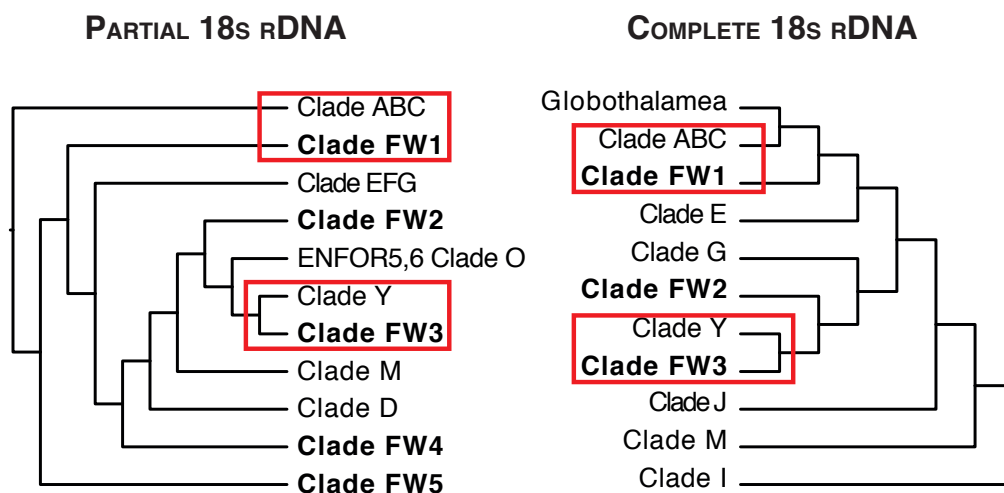 PARTIAL 18S RDNA
Clade ABC
Clade FW1
Clade EFG
Clade FW2
ENFOR5,6 Clade O
Clade Y
Clade FW3
Clade M
Clade D
Clade FW4
Clade FW5
COMPLETE 18S RDNA
Globothalamea
Clade ABC
Clade FW1
Clade E
Clade G
Clade FW2
Clade Y
Clade FW3
Clade J
Clade M
Clade I